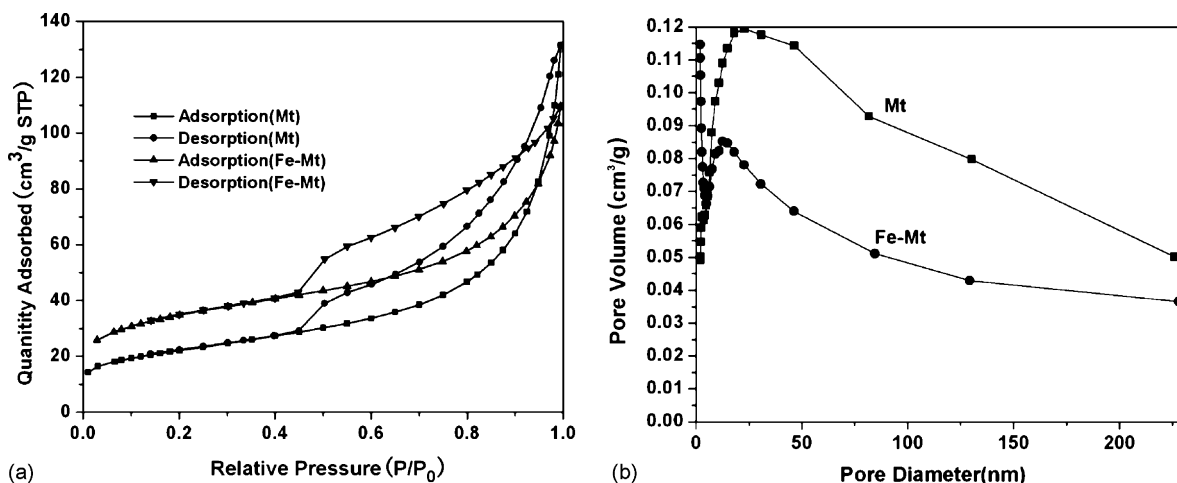 140
120
100
80
60
40
20
0
Quanitity Adsorbed (cm³/g STP)
Adsorption(Mt)
Desorption(Mt)
Adsorption(Fe-Mt)
Desorption(Fe-Mt)
0.0 0.2 0.4 0.6 0.8 1.0
Relative Pressure (P/P₀)
(a)
0.12
0.11
0.10
0.09
0.08
0.07
0.06
0.05
0.04
0.03
0.02
0.01
0.00
Pore Volume (cm³/g)
Mt
Fe-Mt
0 50 100 150 200
Pore Diameter(nm)
(b)